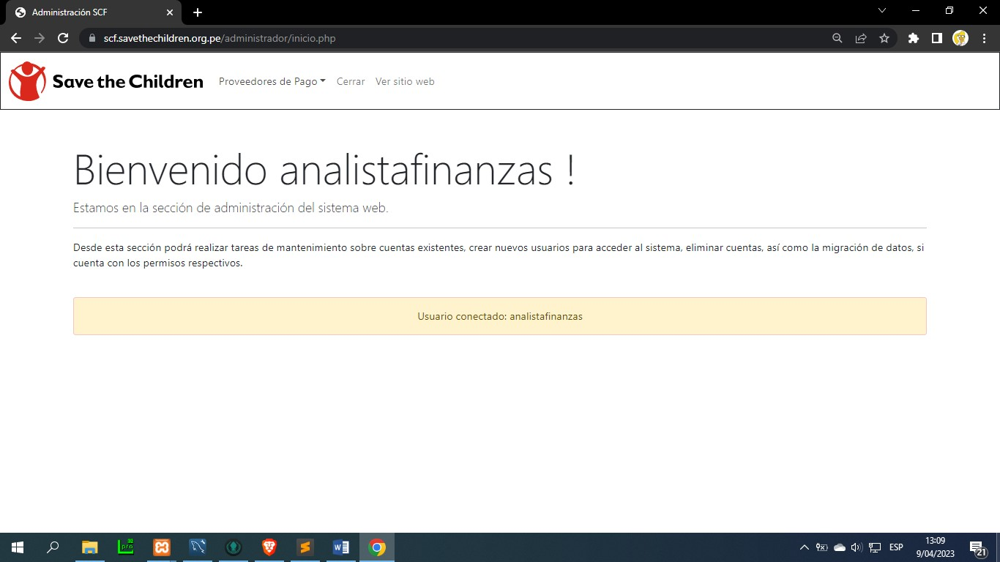 Administración SCF
scf.savethechildren.org.pe/administrador/inicio.php
Save the Children Proveedores de Pago Cerrar Ver sitio web
Bienvenido analistafinanzas !
Estamos en la sección de administración del sistema web.
Desde esta sección podrá realizar tareas de mantenimiento sobre cuentas existentes, crear nuevos usuarios para acceder al sistema, eliminar cuentas, así como la migración de datos, si
cuenta con los permisos respectivos.
Usuario conectado: analistafinanzas
ESP
13:09
9/04/2023
21